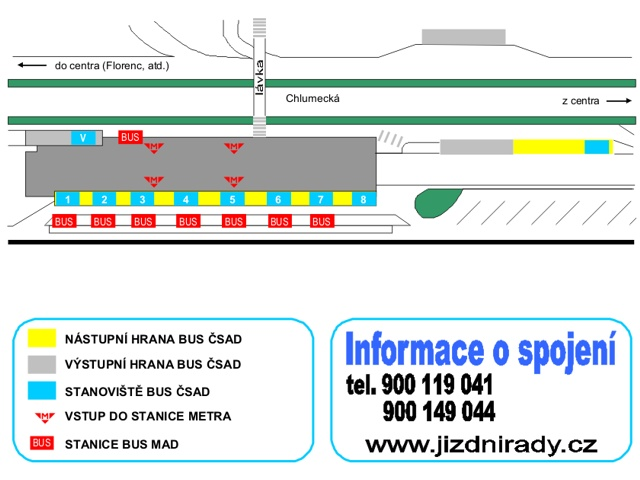 do centra (Florenc, atd.)
lávka
Chlumecká
z centra
V
BUS
M M
M M
1 2 3 4 5 6 7 8
BUS BUS BUS BUS BUS BUS BUS
NÁSTUPNÍ HRANA BUS ČSAD
VÝSTUPNÍ HRANA BUS ČSAD
STANOVIŠTĚ BUS ČSAD
M VSTUP DO STANICE METRA
BUS STANICE BUS MAD
Informace o spojení
tel. 900 119 041
900 149 044
www.jizdnirady.cz